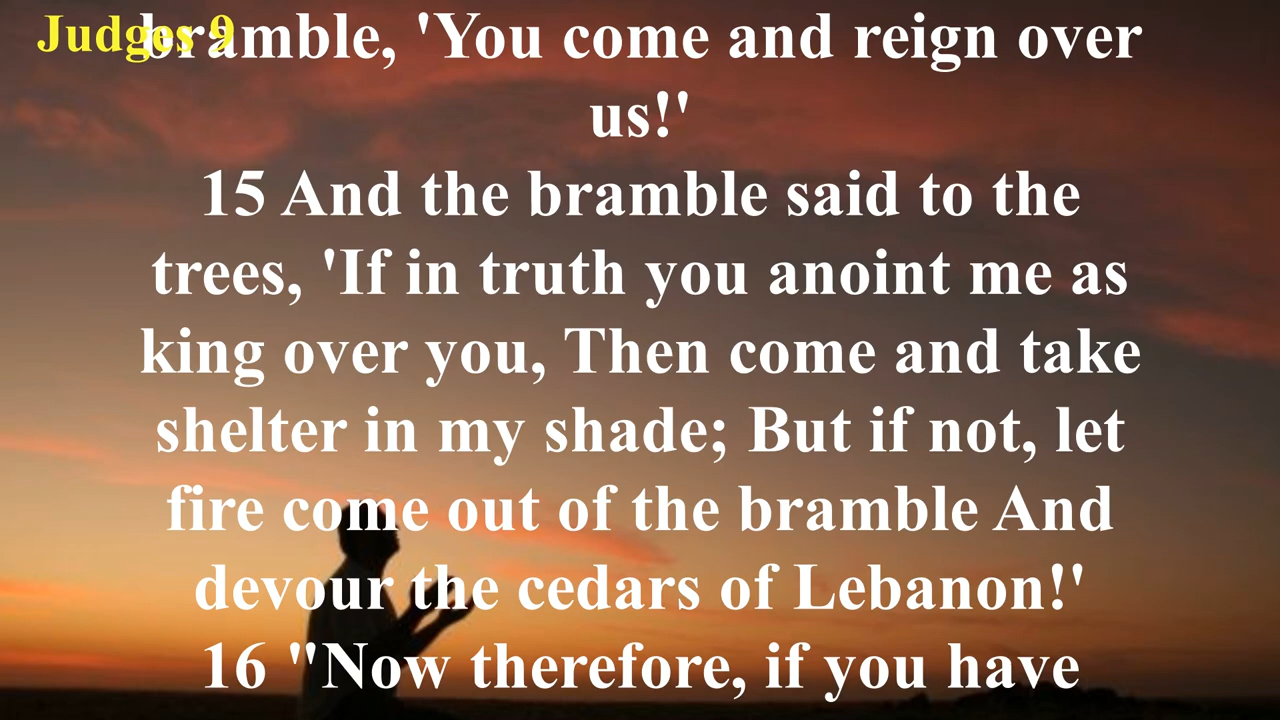 Judges 9
bramble, 'You come and reign over
us!'
15 And the bramble said to the
trees, 'If in truth you anoint me as
king over you, Then come and take
shelter in my shade; But if not, let
fire come out of the bramble And
devour the cedars of Lebanon!'
16 "Now therefore, if you have